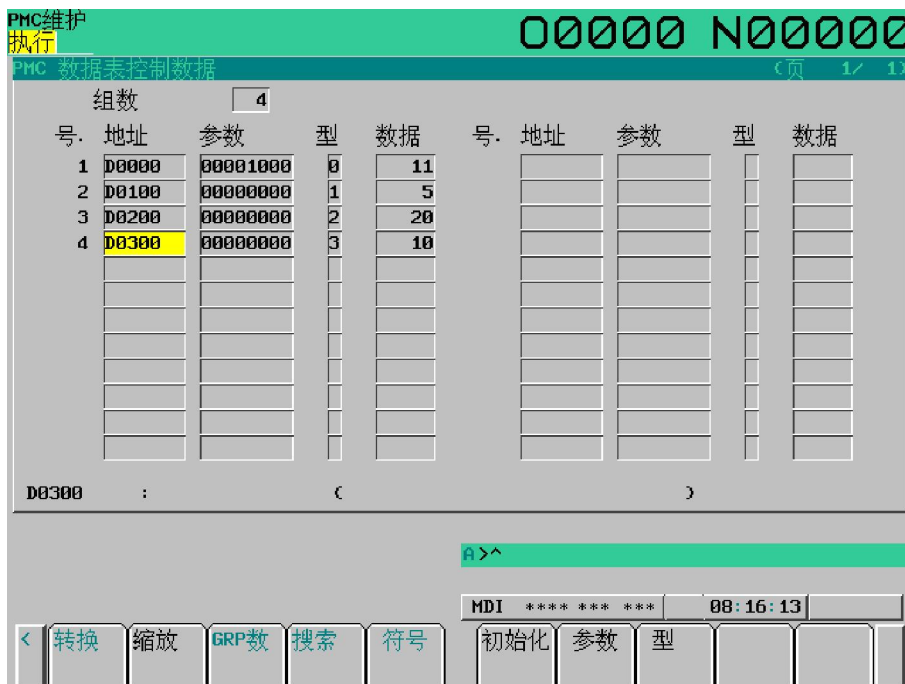 PMC维护
执行
O0000 N00000
PMC 数据表控制数据 (页 1/ 1)
组数 4
号. 地址 参数 型 数据 号. 地址 参数 型 数据
1 D0000 00001000 0 11
2 D0100 00000000 1 5
3 D0200 00000000 2 20
4 D0300 00000000 3 10
D0300 : ( )
A>^
MDI **** *** *** 08:16:13
< 转换 缩放 GRP数 搜索 符号 初始化 参数 型